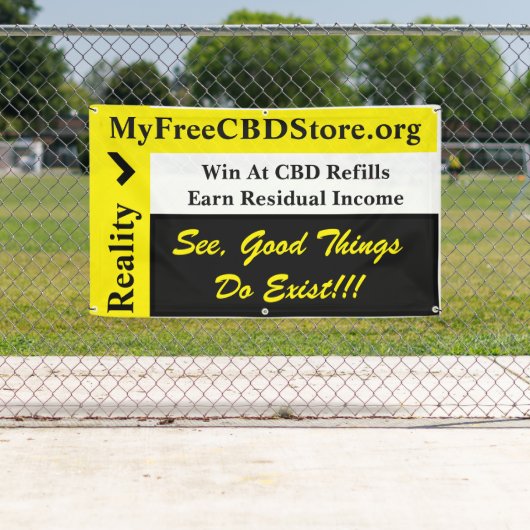 MyFreeCBDStore.org
Reality
Win At CBD Refills
Earn Residual Income
See, Good Things
Do Exist!!!